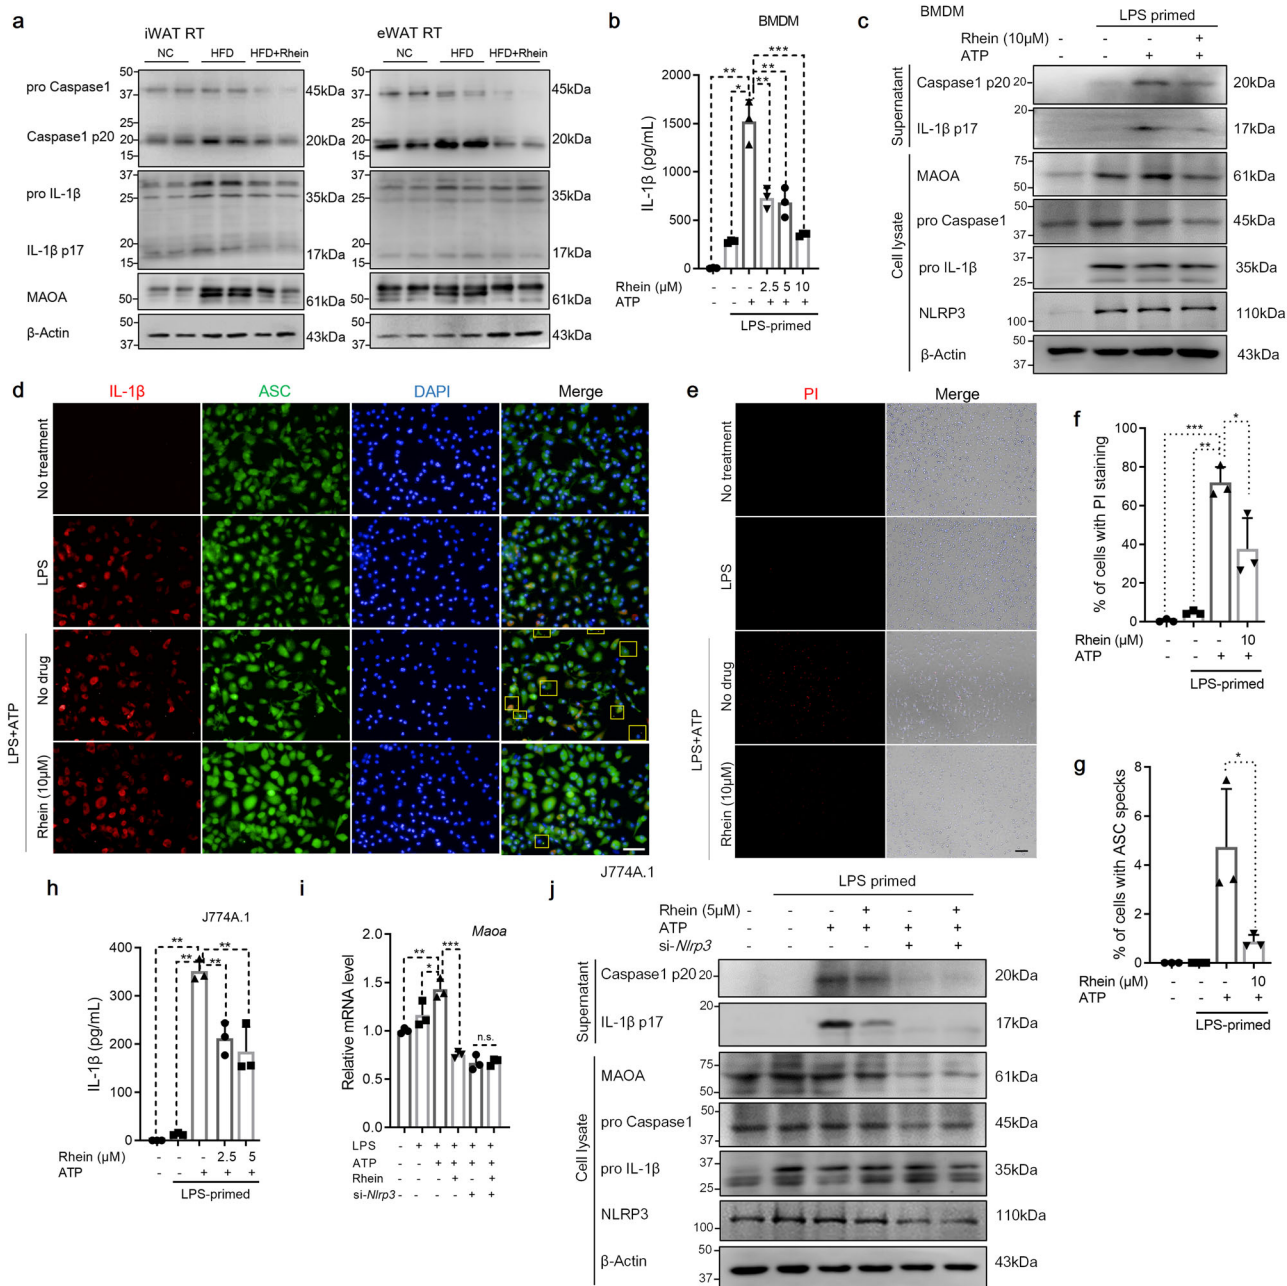 a
iWAT RT
eWAT RT
NC HFD HFD+Rhein
NC HFD HFD+Rhein
pro Caspase1
50
37
45kDa
50
37
45kDa
Caspase1 p20
25
20
15
20kDa
25
20
15
20kDa
pro IL-1β
37
25
35kDa
37
25
35kDa
IL-1β p17
20
15
17kDa
20
15
17kDa
MAOA
50
61kDa
50
61kDa
β-Actin
50
37
43kDa
50
37
43kDa
b
BMDM
IL-1β (pg/mL)
2000
1500
1000
500
0
** * ** ** ***
Rhein (μM) - - - 2.5 5 10
ATP - - + + + +
LPS-primed
c
BMDM
LPS primed
Rhein (10μM) - - - +
ATP - - + +
Supernatant
Caspase1 p20 20 20kDa
20
IL-1β p17 17kDa
Cell lysate
75
MAOA 61kDa
50
50
pro Caspase1 45kDa
37
37
pro IL-1β 35kDa
25
NLRP3 110kDa
100
50
β-Actin 43kDa
37
d
IL-1β ASC DAPI Merge
No treatment
LPS
LPS+ATP
No drug
Rhein (10μM)
J774A.1
e
PI Merge
No treatment
LPS
LPS+ATP
No drug
Rhein (10μM)
f
% of cells with PI staining
100
80
60
40
20
0
*** ** *
Rhein (μM) - - - 10
ATP - - + +
LPS-primed
g
% of cells with ASC specks
8
6
4
2
0
*
Rhein (μM) - - - 10
ATP - - + +
LPS-primed
h
J774A.1
IL-1β (pg/mL)
400
300
200
100
0
** ** ** **
Rhein (μM) - - - 2.5 5
ATP - - + + +
LPS-primed
i
Maoa
Relative mRNA level
2.0
1.5
1.0
0.5
0.0
** * *** n.s.
LPS - + + + + +
ATP - - + + + +
Rhein - - - + - +
si-Nlrp3 - - - - + +
j
LPS primed
Rhein (5μM) - - - + - +
ATP - - + + + +
si-Nlrp3 - - - - + +
Supernatant
Caspase1 p20 20 20kDa
20
IL-1β p17 17kDa
Cell lysate
75
MAOA 61kDa
50
50
pro Caspase1 45kDa
37
37
pro IL-1β 35kDa
25
NLRP3 110kDa
100
50
β-Actin 43kDa
37